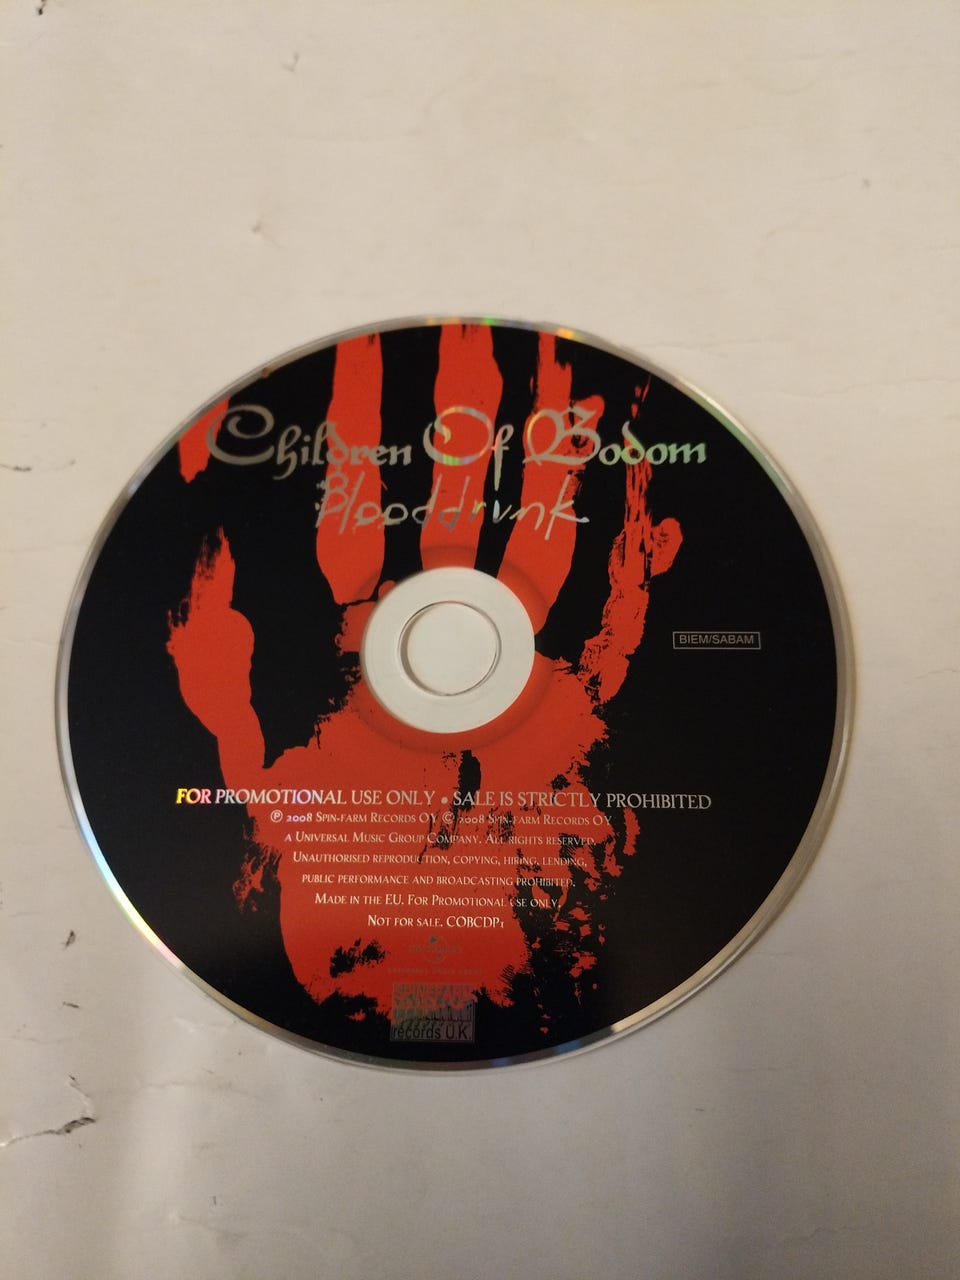 Children Of Bodom
Blooddrunk
BIEM/SABAM
FOR PROMOTIONAL USE ONLY • SALE IS STRICTLY PROHIBITED
℗ 2008 Spin-farm Records OY © 2008 Spin-farm Records OY
a Universal Music Group Company. All rights reserved.
Unauthorised reproduction, copying, hiring, lending,
public performance and broadcasting prohibited.
Made in the EU. For Promotional use only.
Not for sale. COBCDP1
records U.K